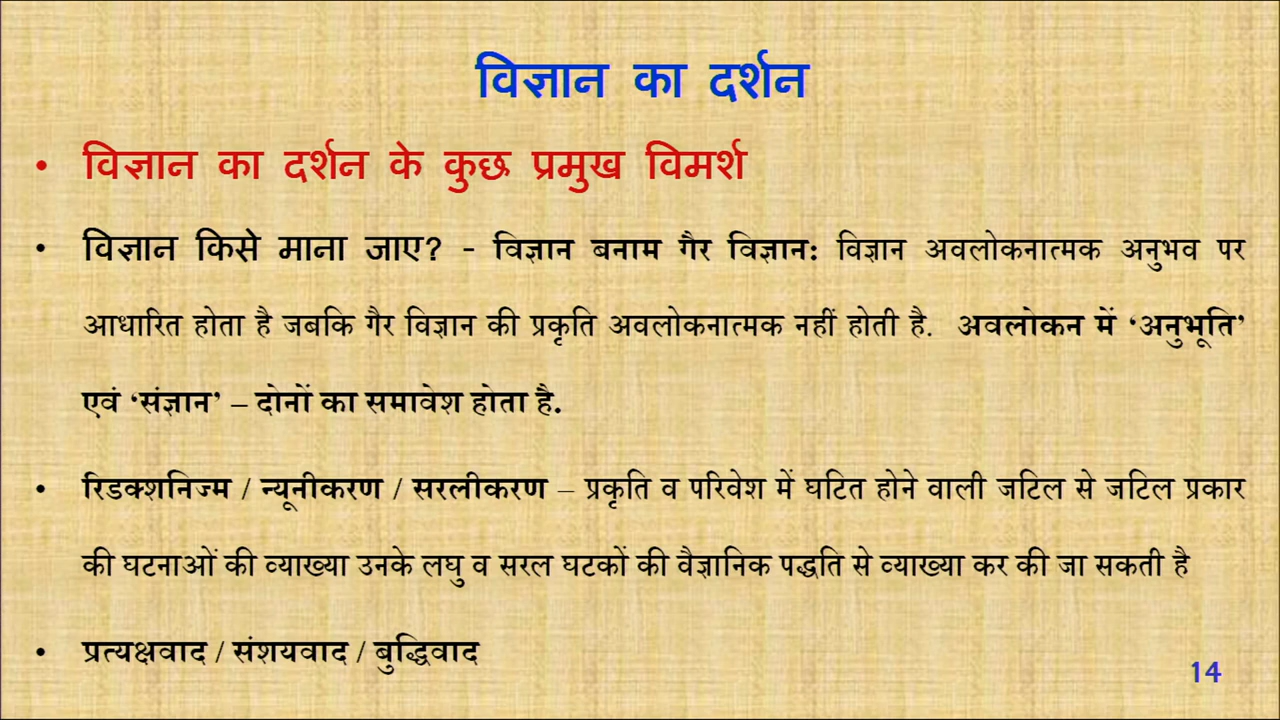 विज्ञान का दर्शन
• विज्ञान का दर्शन के कुछ प्रमुख विमर्श
• विज्ञान किसे माना जाए? - विज्ञान बनाम गैर विज्ञान: विज्ञान अवलोकनात्मक अनुभव पर
आधारित होता है जबकि गैर विज्ञान की प्रकृति अवलोकनात्मक नहीं होती है. अवलोकन में ‘अनुभूति’
एवं ‘संज्ञान’ – दोनों का समावेश होता है.
• रिडक्शनिज्म / न्यूनीकरण / सरलीकरण – प्रकृति व परिवेश में घटित होने वाली जटिल से जटिल प्रकार
की घटनाओं की व्याख्या उनके लघु व सरल घटकों की वैज्ञानिक पद्धति से व्याख्या कर की जा सकती है
• प्रत्यक्षवाद / संशयवाद / बुद्धिवाद
14